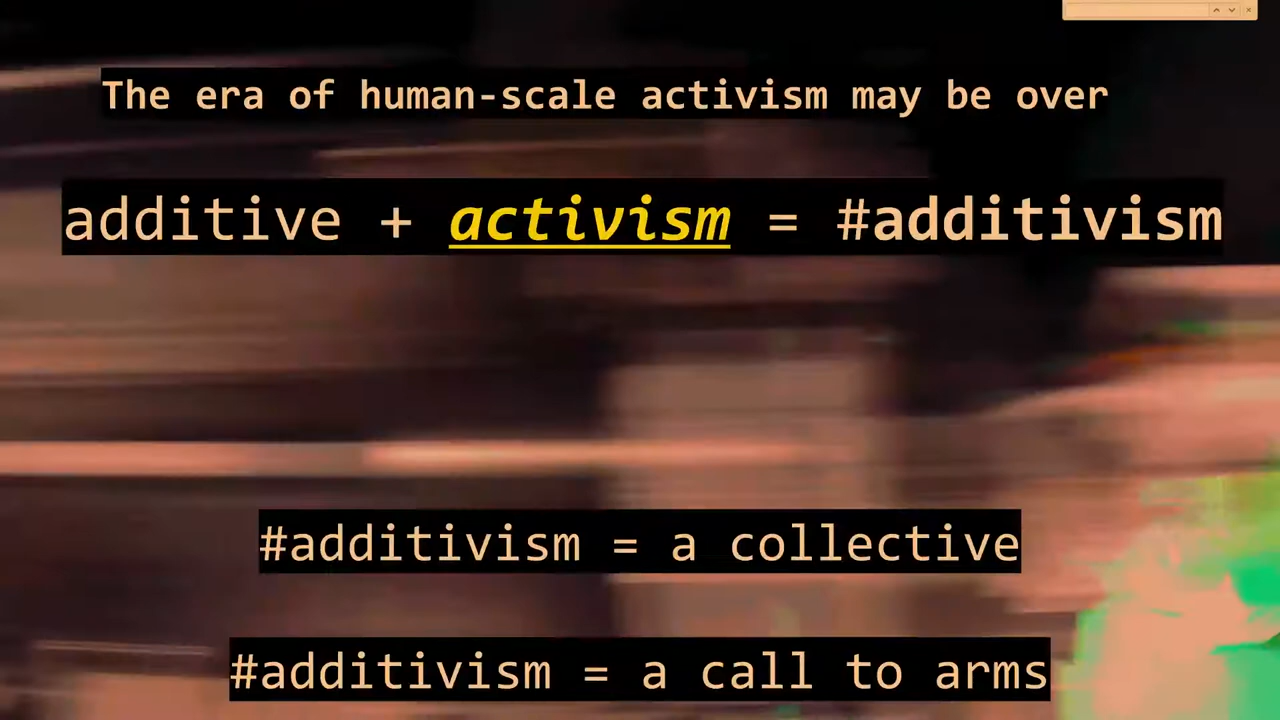 The era of human-scale activism may be over
additive + activism = #additivism
#additivism = a collective
#additivism = a call to arms